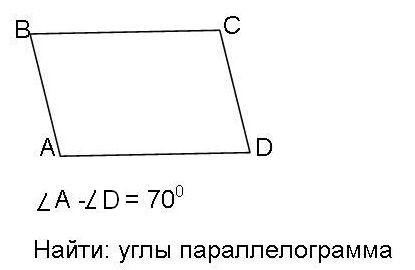 B C
A D
∠A -∠D = 70⁰
Найти: углы параллелограмма